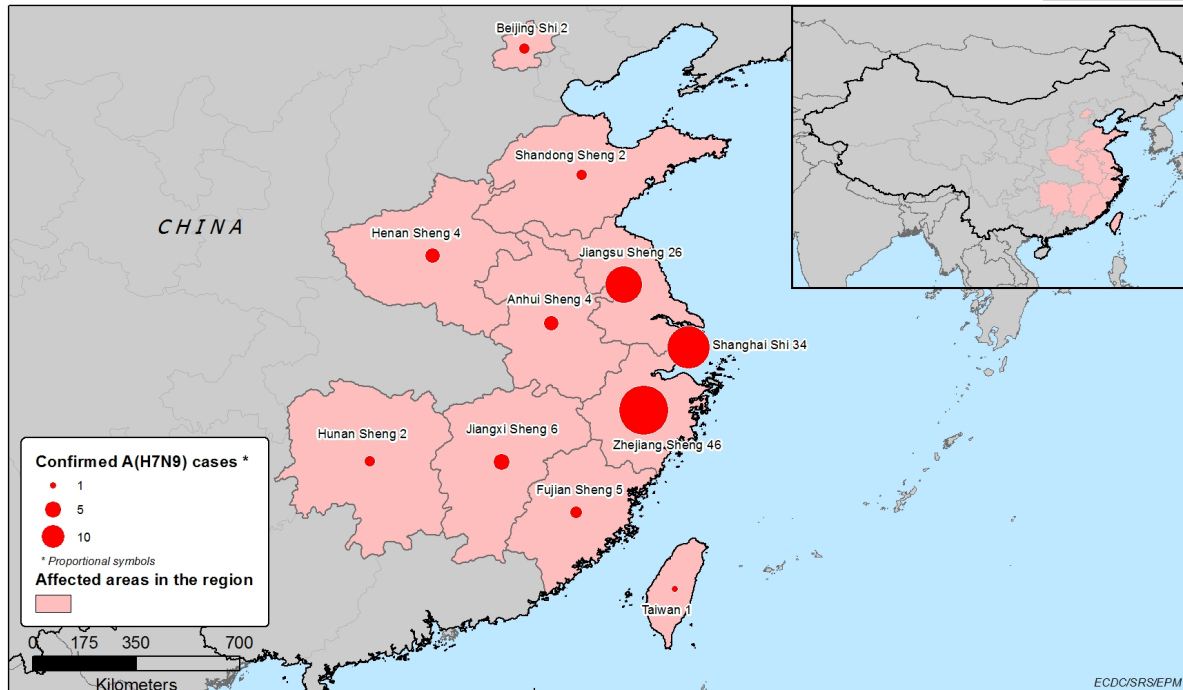 Beijing Shi 2
Shandong Sheng 2
CHINA
Henan Sheng 4
Jiangsu Sheng 26
Anhui Sheng 4
Shanghai Shi 34
Hunan Sheng 2
Jiangxi Sheng 6
Zhejiang Sheng 46
Fujian Sheng 5
Taiwan 1
Confirmed A(H7N9) cases *
1
5
10
* Proportional symbols
Affected areas in the region
0 175 350 700
Kilometers
ECDC/SRS/EPM